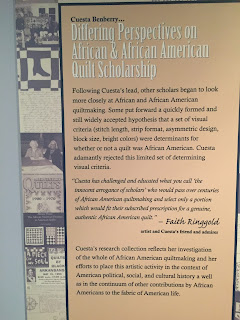 Cuesta Benberry...
Differing Perspectives on
African & African American
Quilt Scholarship
Following Cuesta's lead, other scholars began to look
more closely at African and African American
quiltmaking. Some put forward a quickly formed and
still widely accepted hypothesis that a set of visual
criteria (stitch length, strip format, asymmetric design,
block size, bright colors) were determinants for
whether or not a quilt was African American. Cuesta
adamantly rejected this limited set of determining
visual criteria.
"Cuesta has challenged and educated what you call 'the
innocent arrogance of scholars' who would pass over centuries
of African quiltmaking and select only a portion
which would fit their subscribed prescription for a genuine,
authentic African American quilt." – Faith Ringgold
artist and Cuesta's friend and admirer
Cuesta's research collection reflects her investigation
of the whole of African American quiltmaking and her
efforts to place this artistic activity in the context of
American political, social, and cultural history as well
as in the continuum of other contributions by African
Americans to the fabric of American life.
QUILTS
A PIECE
of my
SOUL